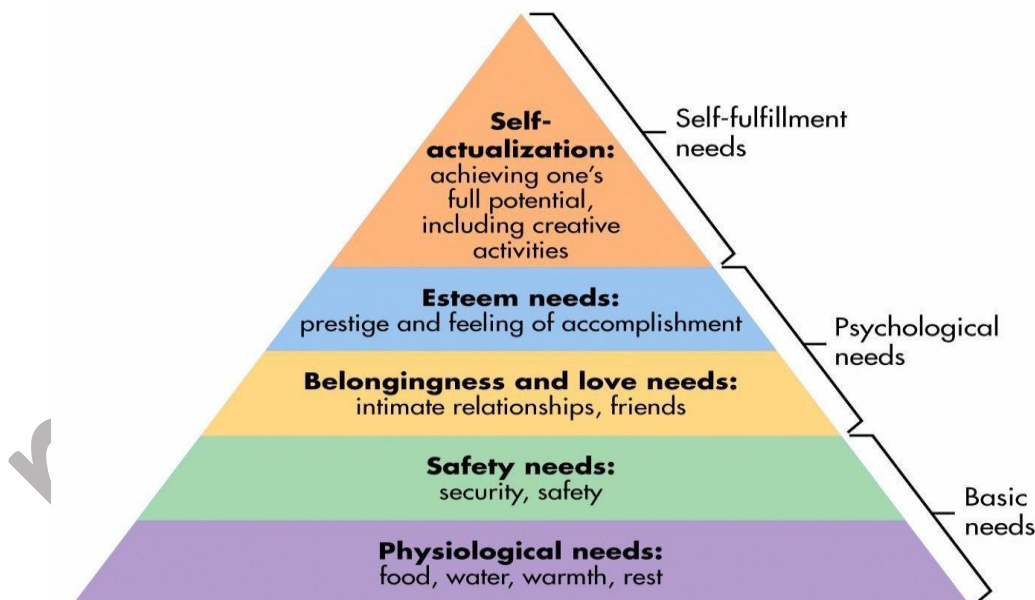 Self-
actualization:
achieving one's
full potential,
including creative
activities
Self-fulfillment
needs
Esteem needs:
prestige and feeling of accomplishment
Psychological
needs
Belongingness and love needs:
intimate relationships, friends
Safety needs:
security, safety
Basic
needs
Physiological needs:
food, water, warmth, rest